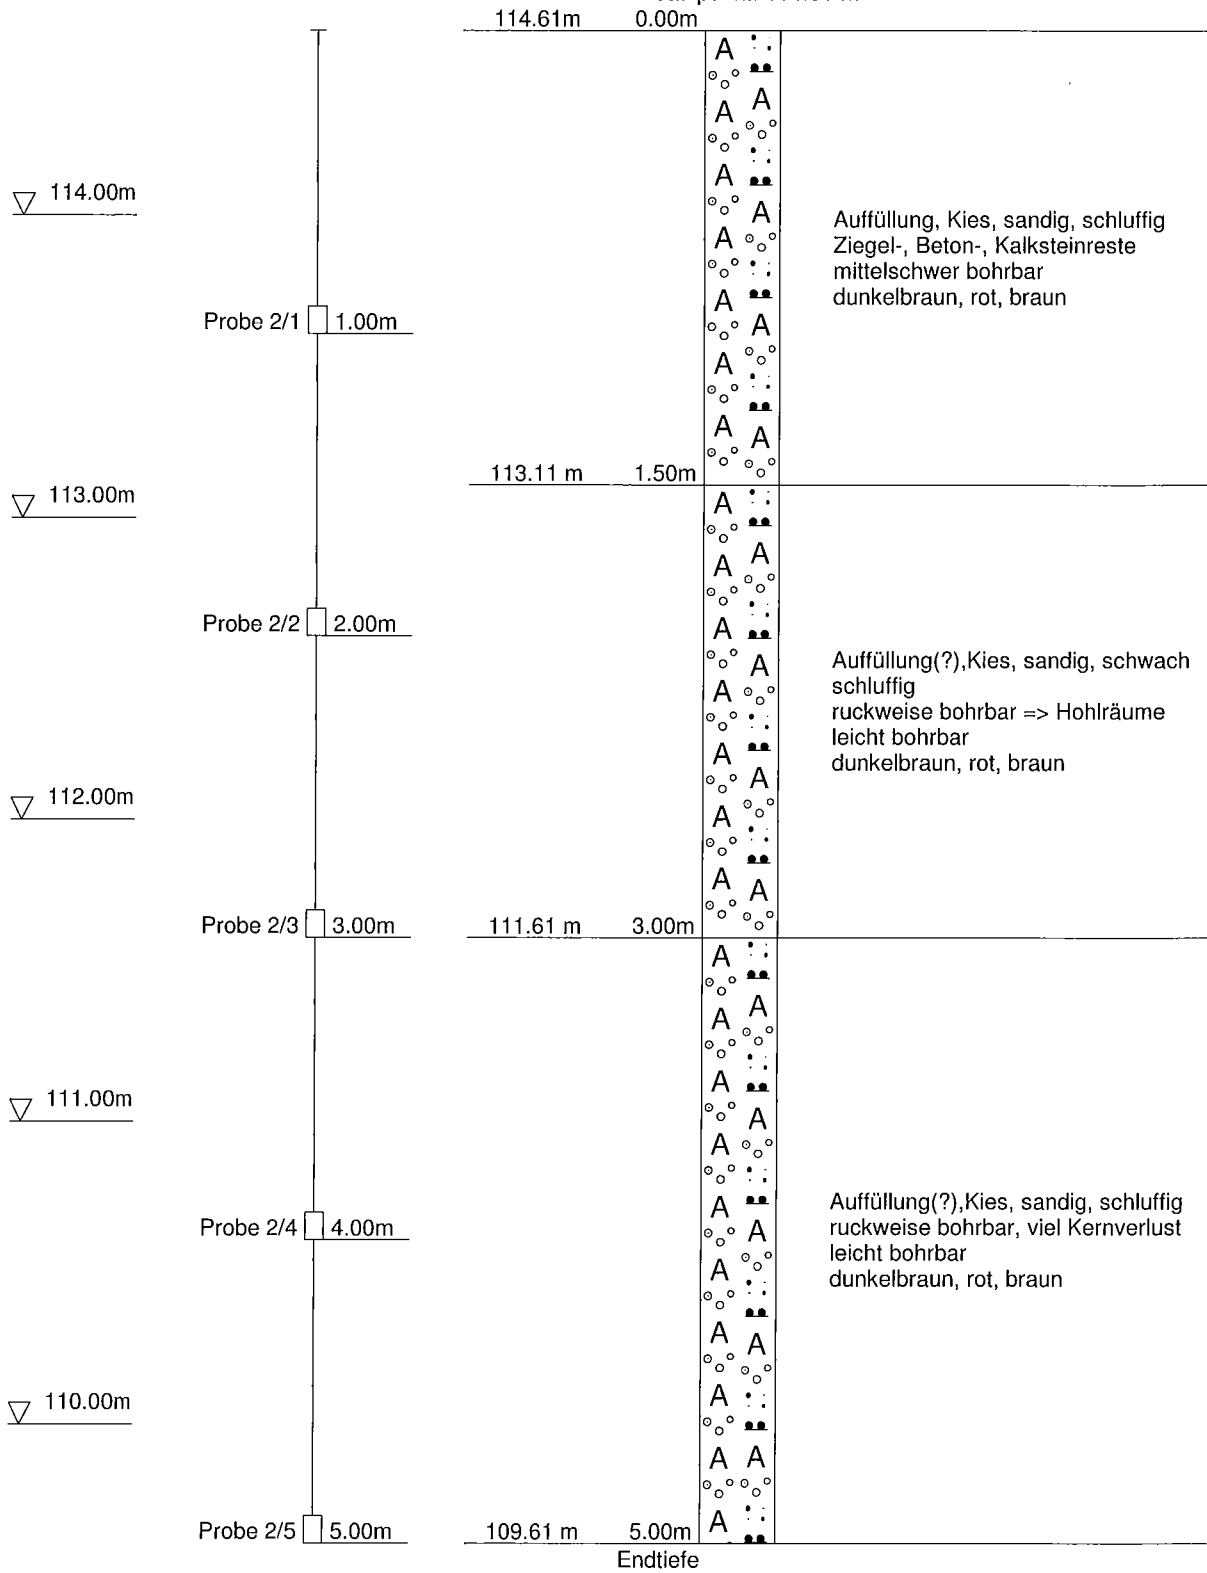 114.61m 0.00m
114.00m
Auffüllung, Kies, sandig, schluffig
Ziegel-, Beton-, Kalksteinreste
mittelschwer bohrbar
dunkelbraun, rot, braun
Probe 2/1 1.00m
113.11 m 1.50m
113.00m
Probe 2/2 2.00m
Auffüllung(?),Kies, sandig, schwach
schluffig
ruckweise bohrbar => Hohlräume
leicht bohrbar
dunkelbraun, rot, braun
112.00m
Probe 2/3 3.00m
111.61 m 3.00m
111.00m
Auffüllung(?),Kies, sandig, schluffig
ruckweise bohrbar, viel Kernverlust
leicht bohrbar
dunkelbraun, rot, braun
Probe 2/4 4.00m
110.00m
Probe 2/5 5.00m
109.61 m 5.00m
Endtiefe